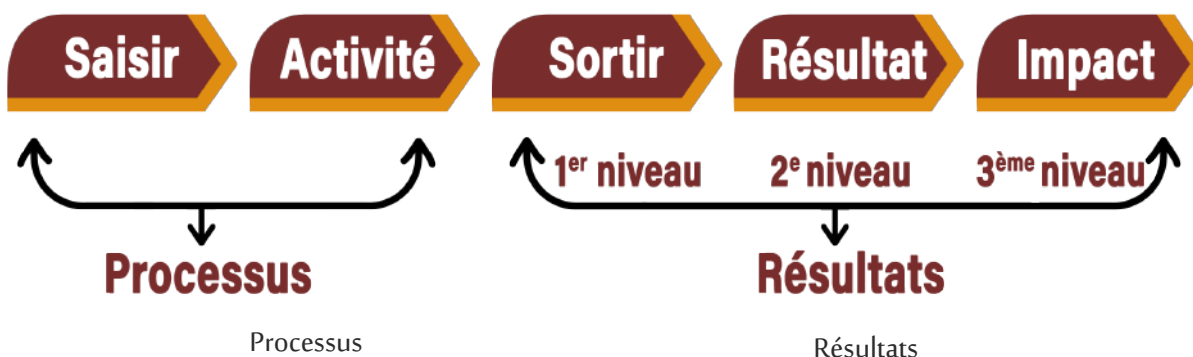 Saisir Activité Sortir Résultat Impact
1er niveau 2e niveau 3ème niveau
Processus Résultats
Processus Résultats